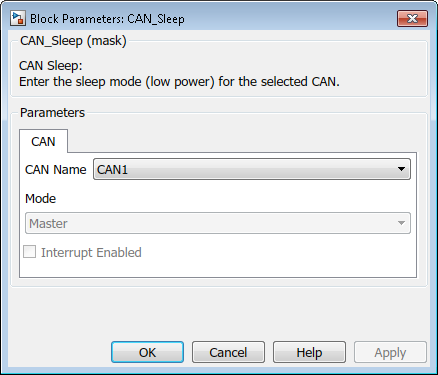 Block Parameters: CAN_Sleep
CAN_Sleep (mask)
CAN Sleep:
Enter the sleep mode (low power) for the selected CAN.
Parameters
CAN
CAN Name CAN1
Mode
Master
Interrupt Enabled
OK Cancel Help Apply